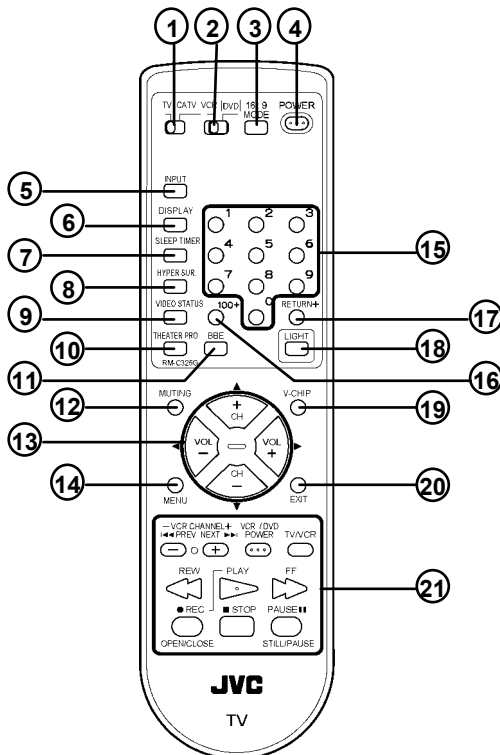 1 2 3 4
TV CATV VCR DVD 16:9 MODE POWER
5 INPUT
6 DISPLAY
7 SLEEP TIMER
8 HYPER SUR.
9 VIDEO STATUS
10 THEATER PRO
RM-C326G
11 BBE
1 2 3
4 5 6
7 8 9
100+ 0 RETURN+
15
17
LIGHT 18
16
12 MUTING V-CHIP 19
13
+
CH
VOL
–
VOL
+
CH
–
14 MENU EXIT 20
– VCR CHANNEL + VCR / DVD TV/VCR
PREV NEXT POWER
– +
21
REW PLAY FF
REC STOP PAUSE
OPEN/CLOSE STILL/PAUSE
JVC
TV